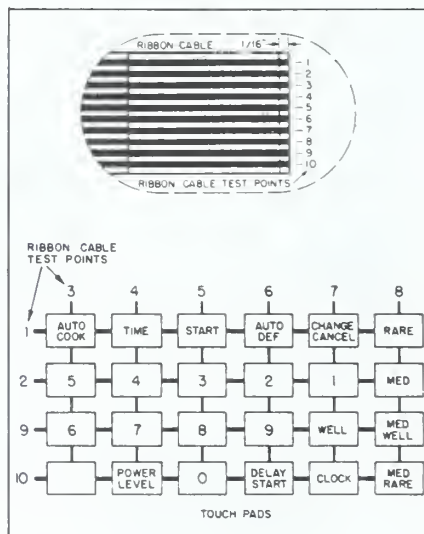 RIBBON CABLE 1/16"
1
2
3
4
5
6
7
8
9
10
RIBBON CABLE TEST POINTS
RIBBON CABLE
TEST POINTS
3 4 5 6 7 8
1 AUTO COOK TIME START AUTO DEF CHANGE CANCEL RARE
2 5 4 3 2 1 MED
9 6 7 8 9 WELL MED WELL
10 POWER LEVEL 0 DELAY START CLOCK MED RARE
TOUCH PADS